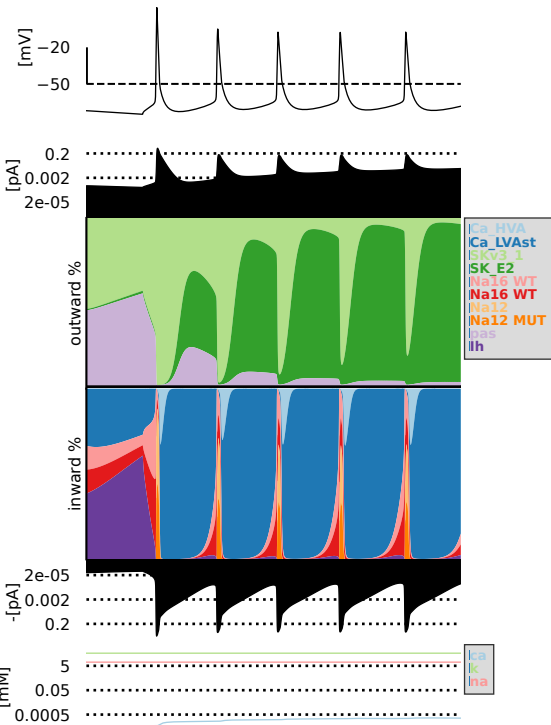 [mV]
−20
−50
[pA]
0.2
0.002
2e-05
outward %
Ca_HVA
Ca_LVAst
SKv3_1
SK_E2
Na16 WT
Na16 WT
Na12
Na12 MUT
pas
Ih
inward %
-[pA]
2e-05
0.002
0.2
[mM]
5
0.05
0.0005
ca
k
na